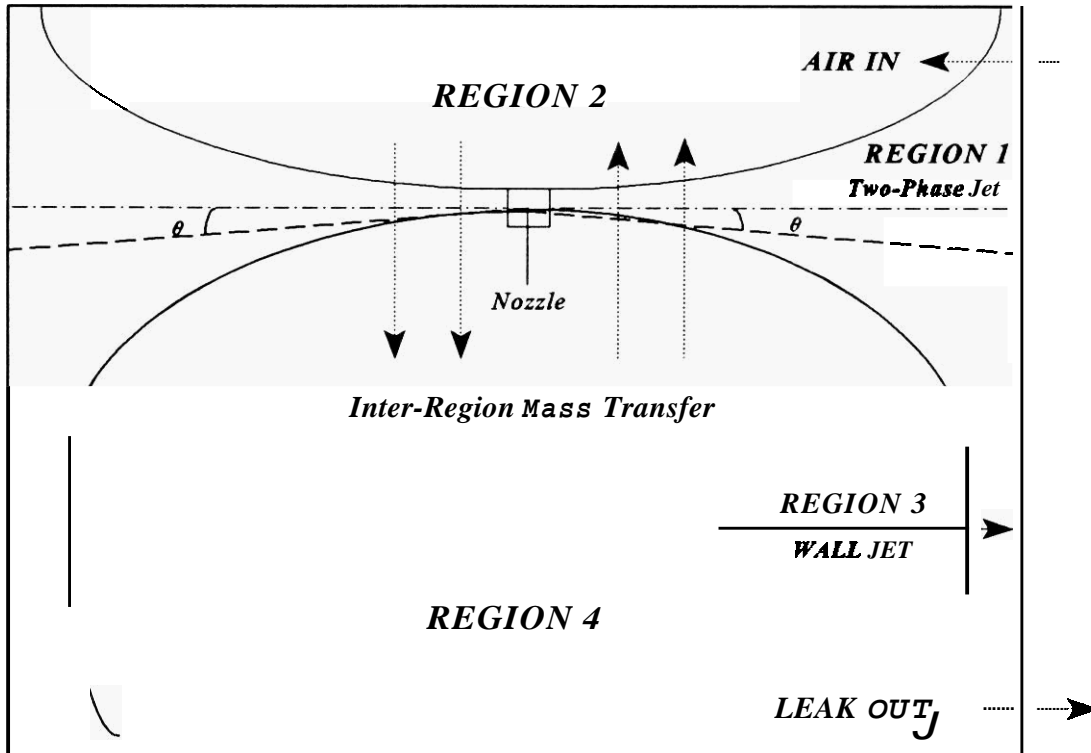 AIR IN
REGION 2
REGION 1
Two-Phase Jet
θ
θ
Nozzle
Inter-Region Mass Transfer
REGION 3
WALL JET
REGION 4
LEAK OUT